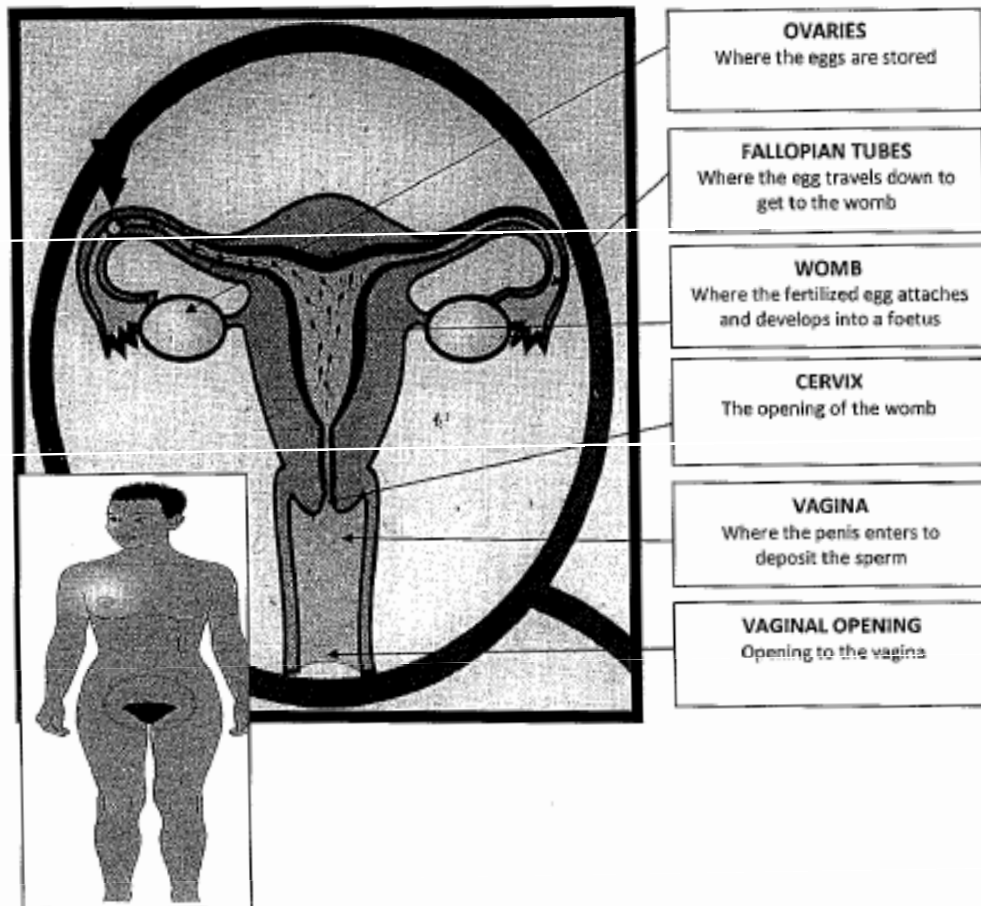 OVARIES
Where the eggs are stored
FALLOPIAN TUBES
Where the egg travels down to
get to the womb
WOMB
Where the fertilized egg attaches
and develops into a foetus
CERVIX
The opening of the womb
VAGINA
Where the penis enters to
deposit the sperm
VAGINAL OPENING
Opening to the vagina